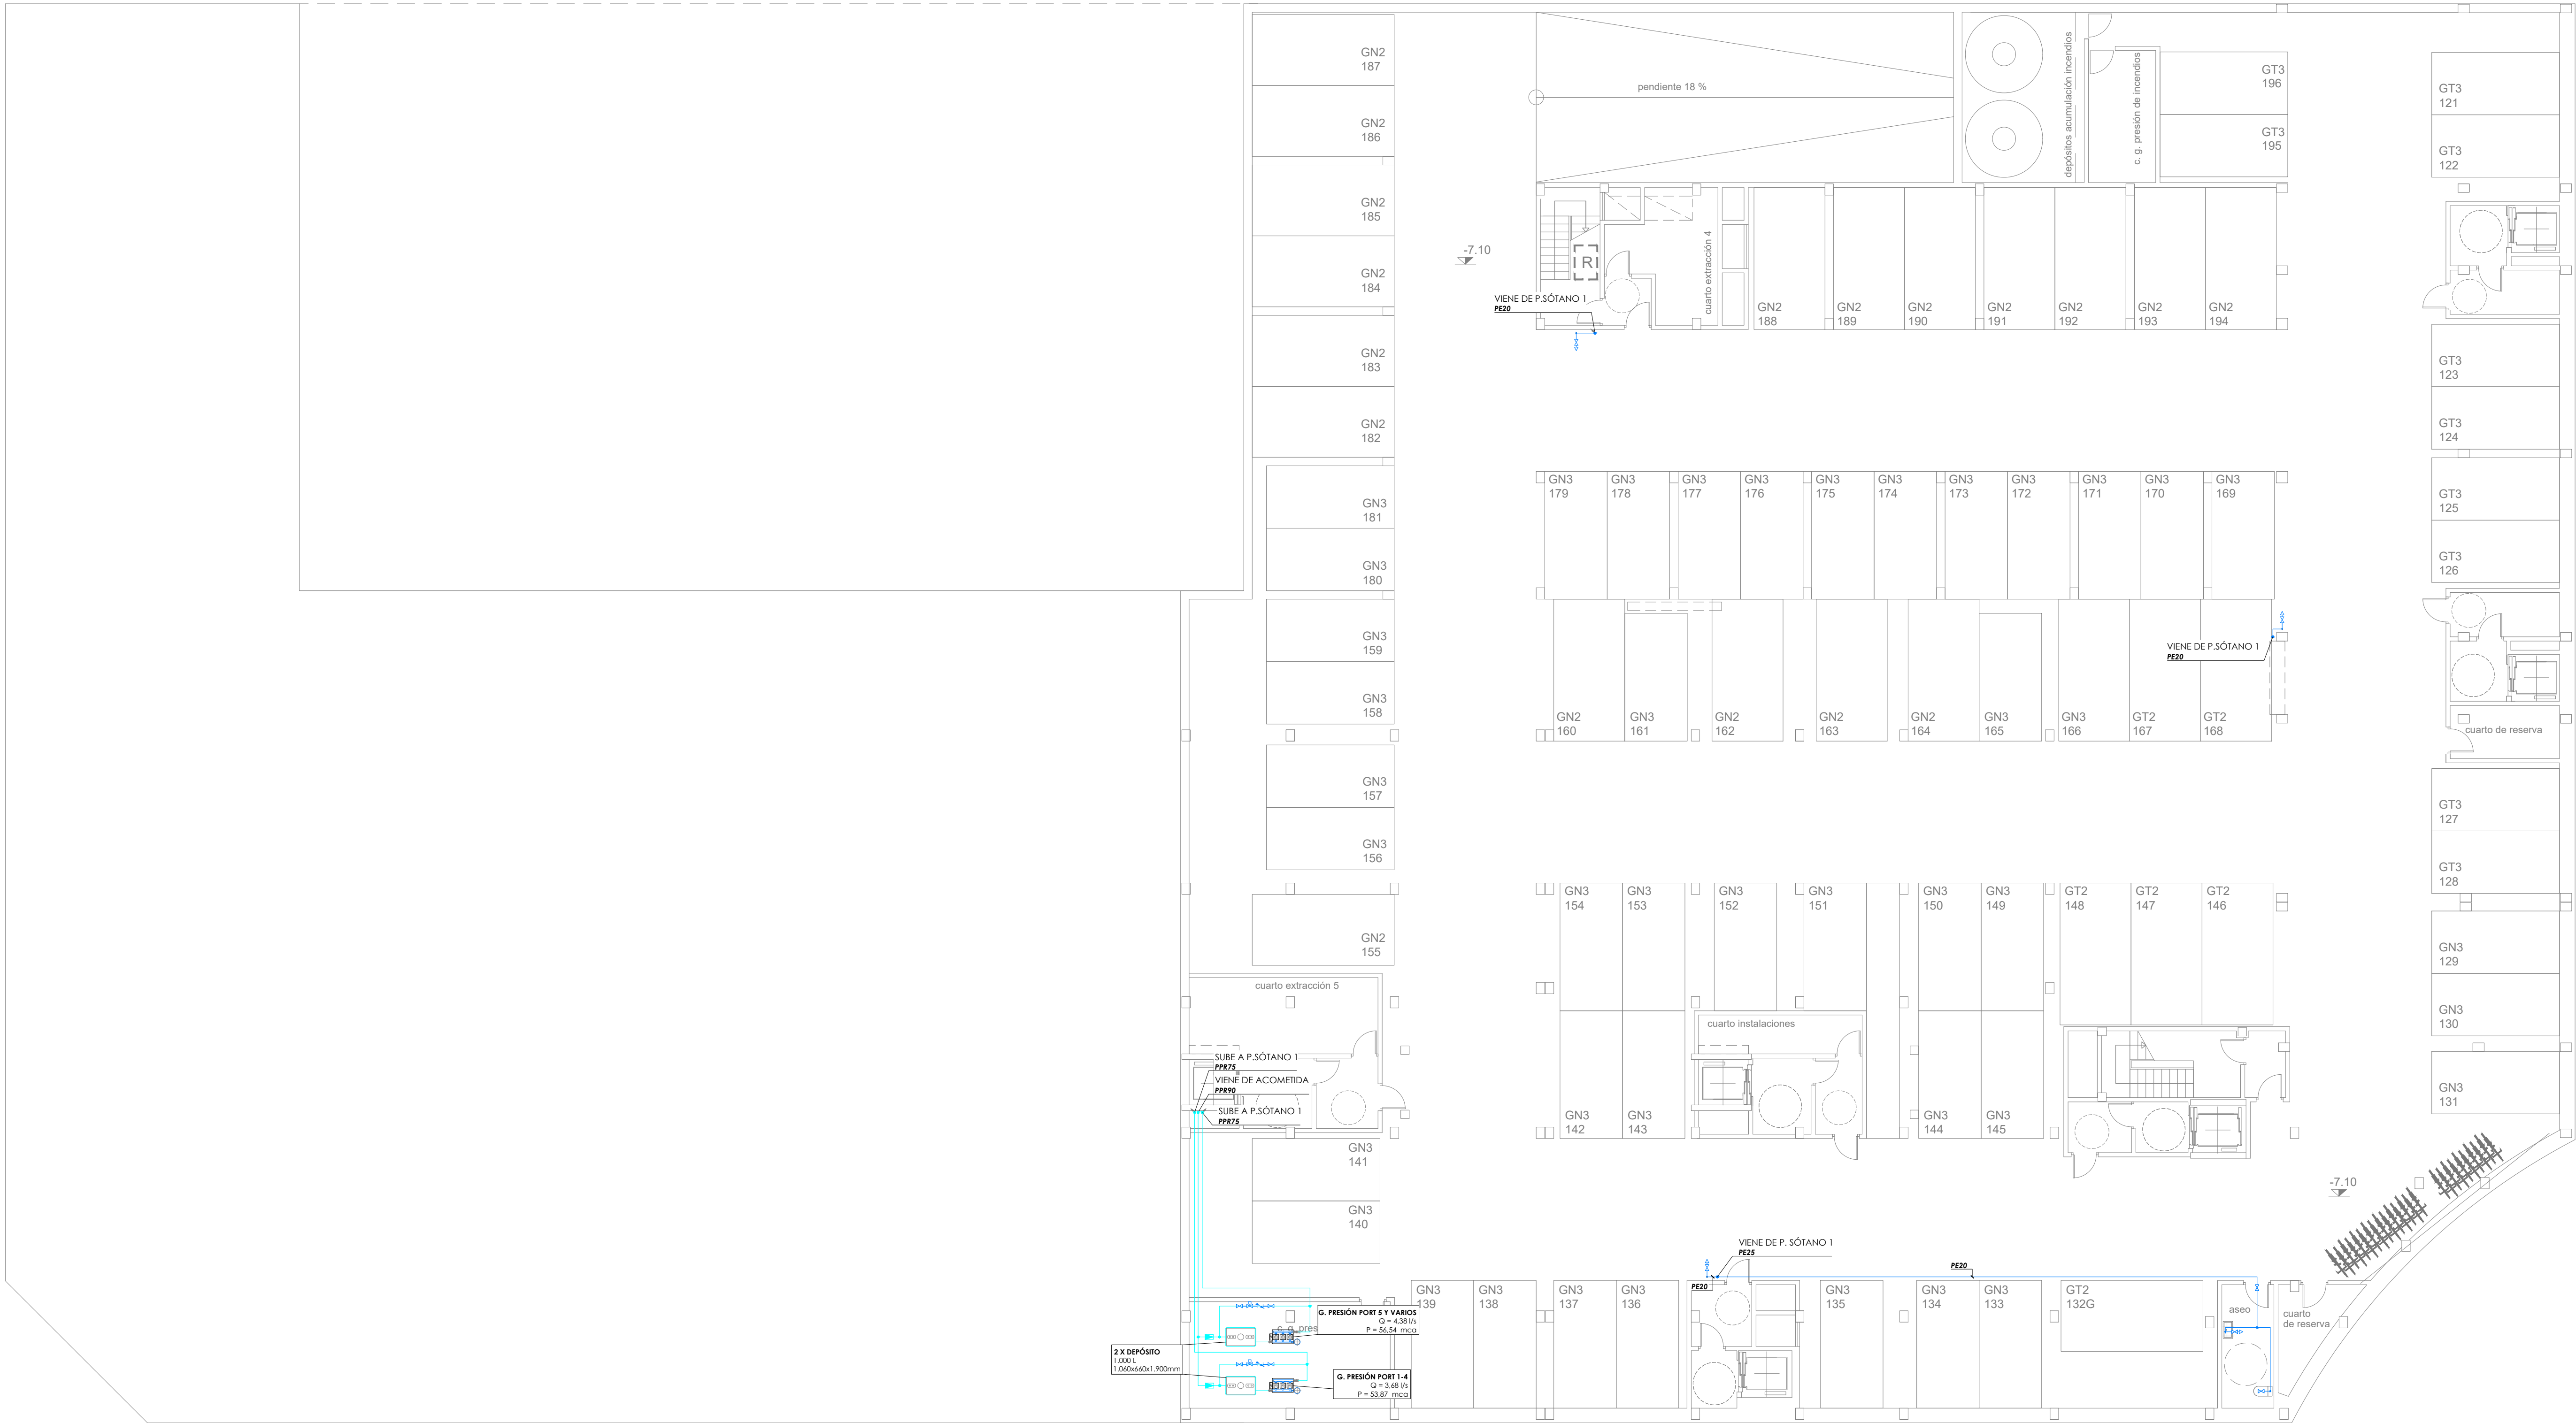 GN2
187
GN2
186
GN2
185
GN2
184
GN2
183
GN2
182
GN3
181
GN3
180
GN3
159
GN3
158
GN3
157
GN3
156
GN2
155
pendiente 18 %
depósitos acumulación incendios
c. g. presión de incendios
GT3
196
GT3
195
GT3
121
GT3
122
-7.10
R
cuarto extracción 4
VIENE DE P.SÓTANO 1
PE20
GN2
188
GN2
189
GN2
190
GN2
191
GN2
192
GN2
193
GN2
194
GT3
123
GT3
124
GT3
125
GT3
126
GN3
179
GN3
178
GN3
177
GN3
176
GN3
175
GN3
174
GN3
173
GN3
172
GN3
171
GN3
170
GN3
169
VIENE DE P.SÓTANO 1
PE20
GN2
160
GN3
161
GN2
162
GN2
163
GN2
164
GN3
165
GN3
166
GT2
167
GT2
168
cuarto de reserva
GT3
127
GT3
128
GN3
129
GN3
130
GN3
131
GN3
154
GN3
153
GN3
152
GN3
151
GN3
150
GN3
149
GT2
148
GT2
147
GT2
146
cuarto extracción 5
cuarto instalaciones
SUBE A P.SÓTANO 1
PPR75
VIENE DE ACOMETIDA
PPR90
SUBE A P.SÓTANO 1
PPR75
GN3
142
GN3
143
GN3
144
GN3
145
GN3
141
GN3
140
-7.10
VIENE DE P. SÓTANO 1
PE25
PE20
PE20
GN3
139
GN3
138
GN3
137
GN3
136
GN3
135
GN3
134
GN3
133
GT2
132G
aseo
cuarto
de reserva
G. PRESIÓN PORT 5 Y VARIOS
Q = 4,38 l/s
P = 56,54 mca
c. g. pres
2 X DEPÓSITO
1.000 L
1.060x660x1.900mm
G. PRESIÓN PORT 1-4
Q = 3,68 l/s
P = 53,87 mca